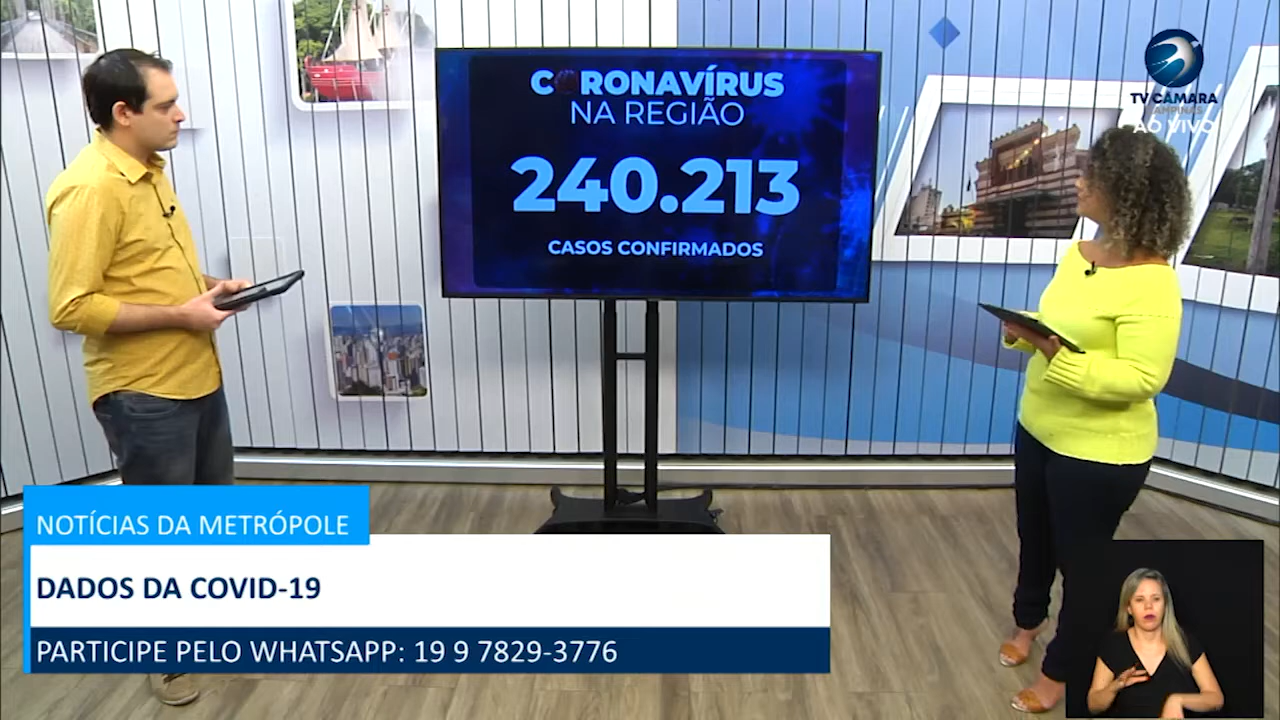 CORONAVÍRUS
NA REGIÃO
240.213
CASOS CONFIRMADOS
TV CÂMARA
CAMPINAS
AO VIVO
NOTÍCIAS DA METRÓPOLE
DADOS DA COVID-19
PARTICIPE PELO WHATSAPP: 19 9 7829-3776